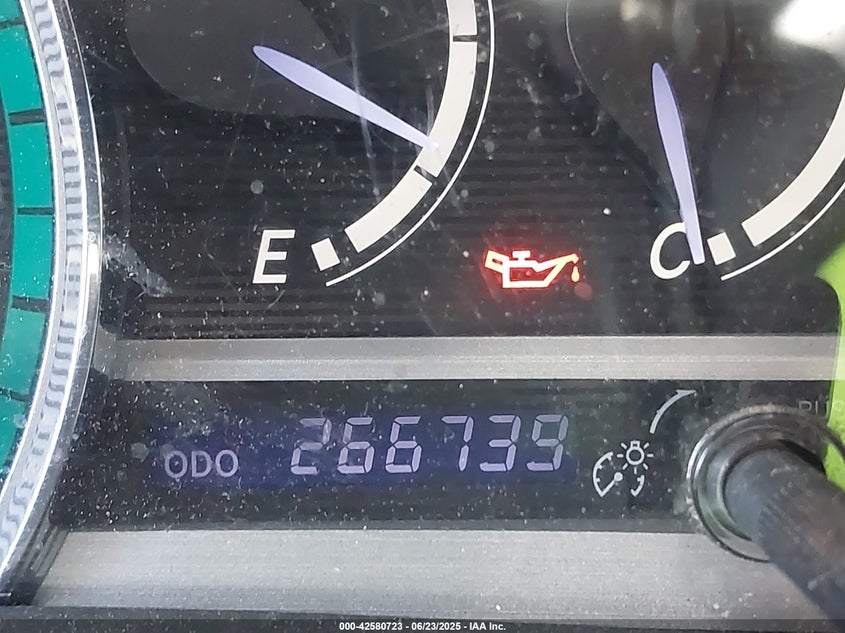 E
C
ODO 266739
000-42580723 - 06/23/2025 - IAA Inc.